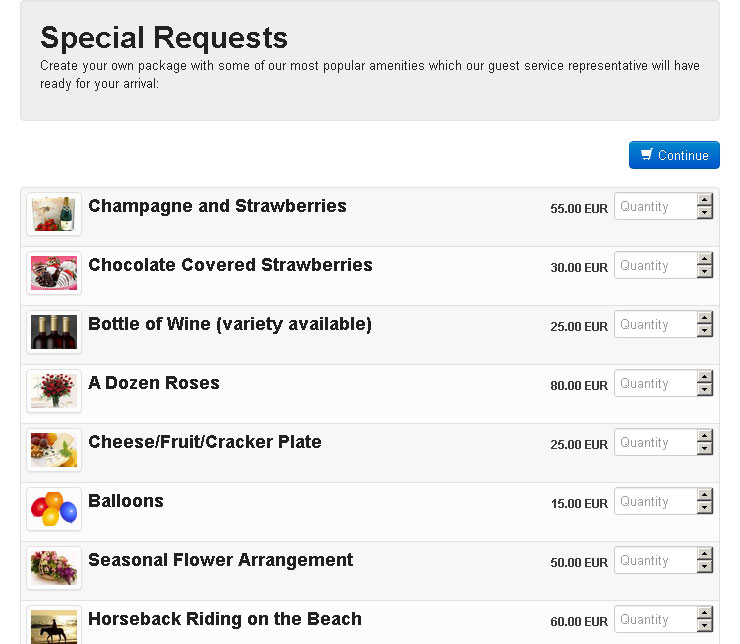 Special Requests
Create your own package with some of our most popular amenities which our guest service representative will have
ready for your arrival:
Continue
Champagne and Strawberries 55.00 EUR Quantity
Chocolate Covered Strawberries 30.00 EUR Quantity
Bottle of Wine (variety available) 25.00 EUR Quantity
A Dozen Roses 80.00 EUR Quantity
Cheese/Fruit/Cracker Plate 25.00 EUR Quantity
Balloons 15.00 EUR Quantity
Seasonal Flower Arrangement 50.00 EUR Quantity
Horseback Riding on the Beach 60.00 EUR Quantity